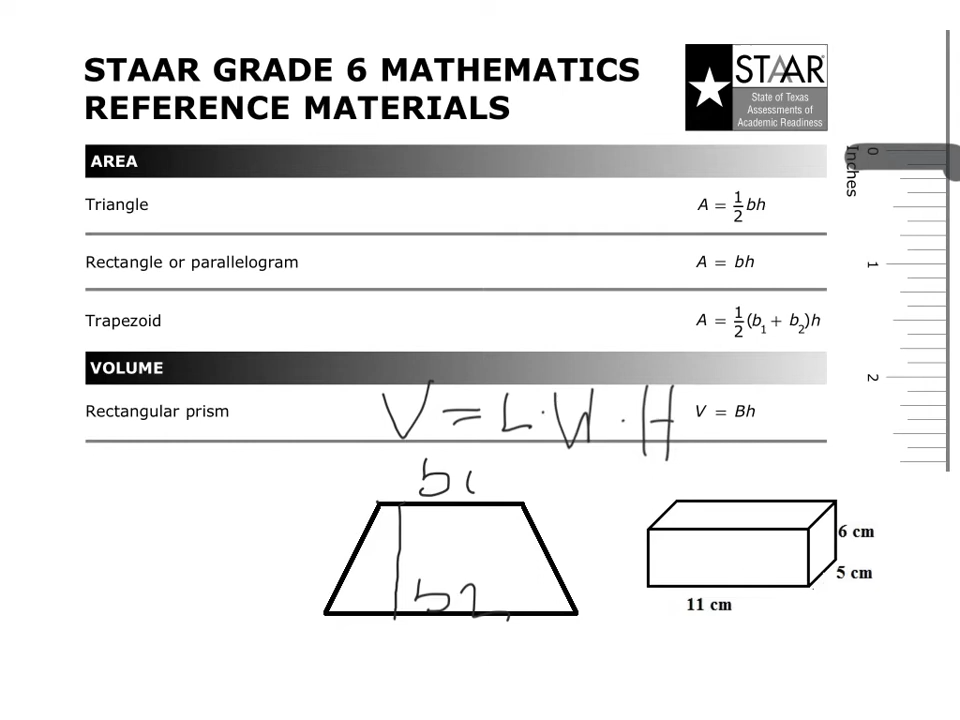 STAAR GRADE 6 MATHEMATICS
REFERENCE MATERIALS
STAAR®
State of Texas
Assessments of
Academic Readiness
AREA
Triangle A = 1/2 bh
Rectangle or parallelogram A = bh
Trapezoid A = 1/2 (b₁ + b₂)h
VOLUME
Rectangular prism V = L · W · H V = Bh
Inches
0
1
2
b1
b2
6 cm
5 cm
11 cm